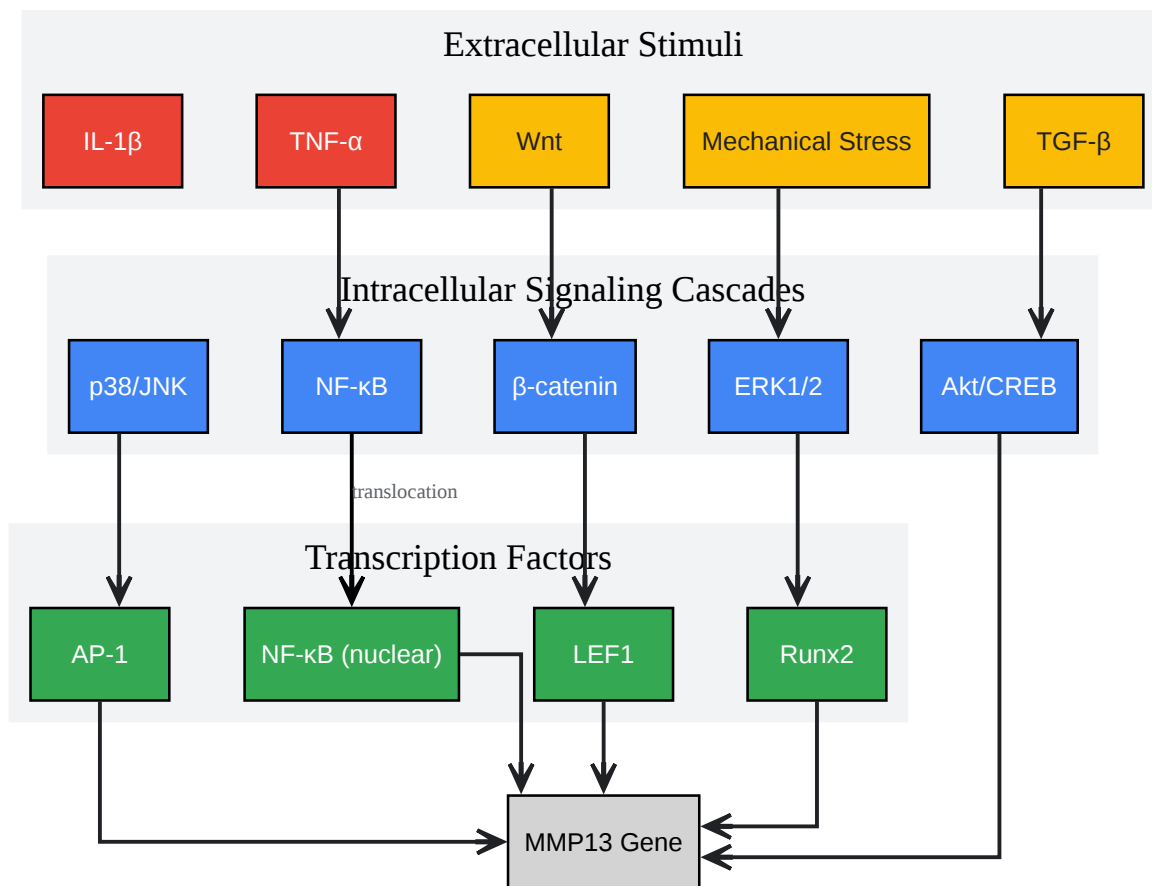 Extracellular Stimuli
IL-1β
TNF-α
Wnt
Mechanical Stress
TGF-β
Intracellular Signaling Cascades
p38/JNK
NF-κB
β-catenin
ERK1/2
Akt/CREB
translocation
Transcription Factors
AP-1
NF-κB (nuclear)
LEF1
Runx2
MMP13 Gene